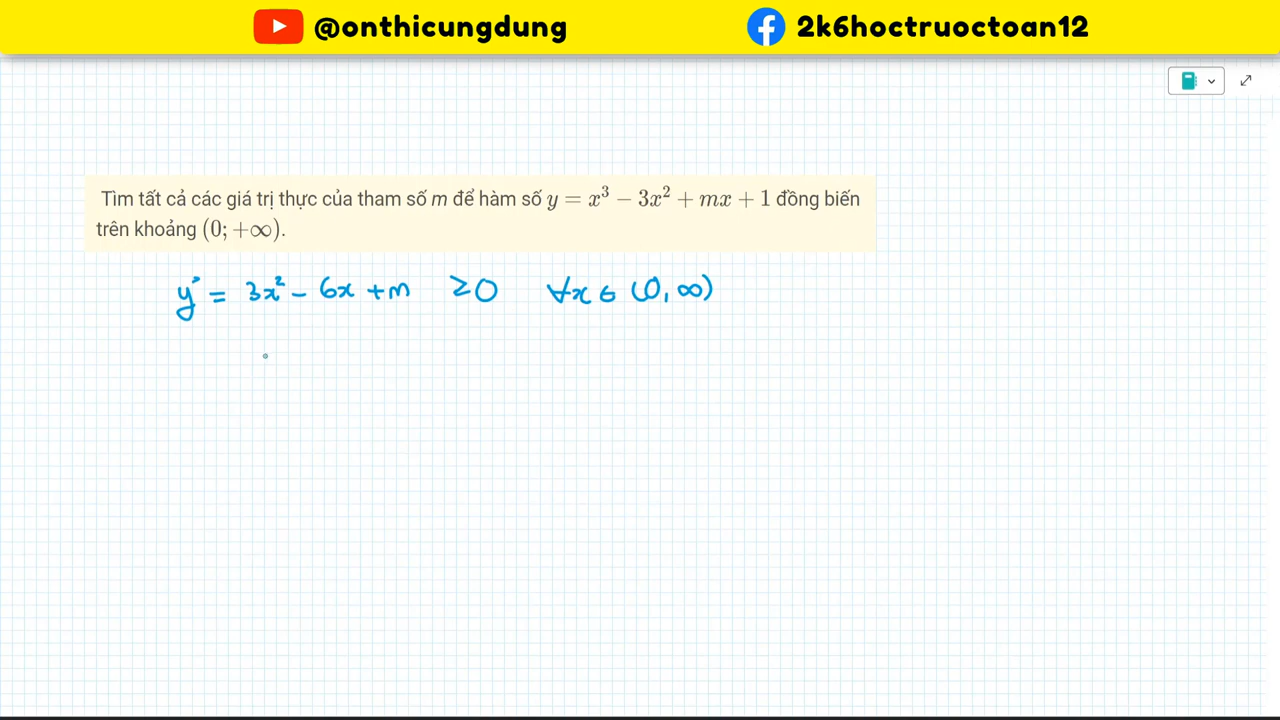 @onthicungdung 2k6hoctruoctoan12
Tìm tất cả các giá trị thực của tham số m để hàm số y = x³ − 3x² + mx + 1 đồng biến
trên khoảng (0; +∞).
y' = 3x² − 6x + m ≥ 0 ∀x ∈ (0, ∞)